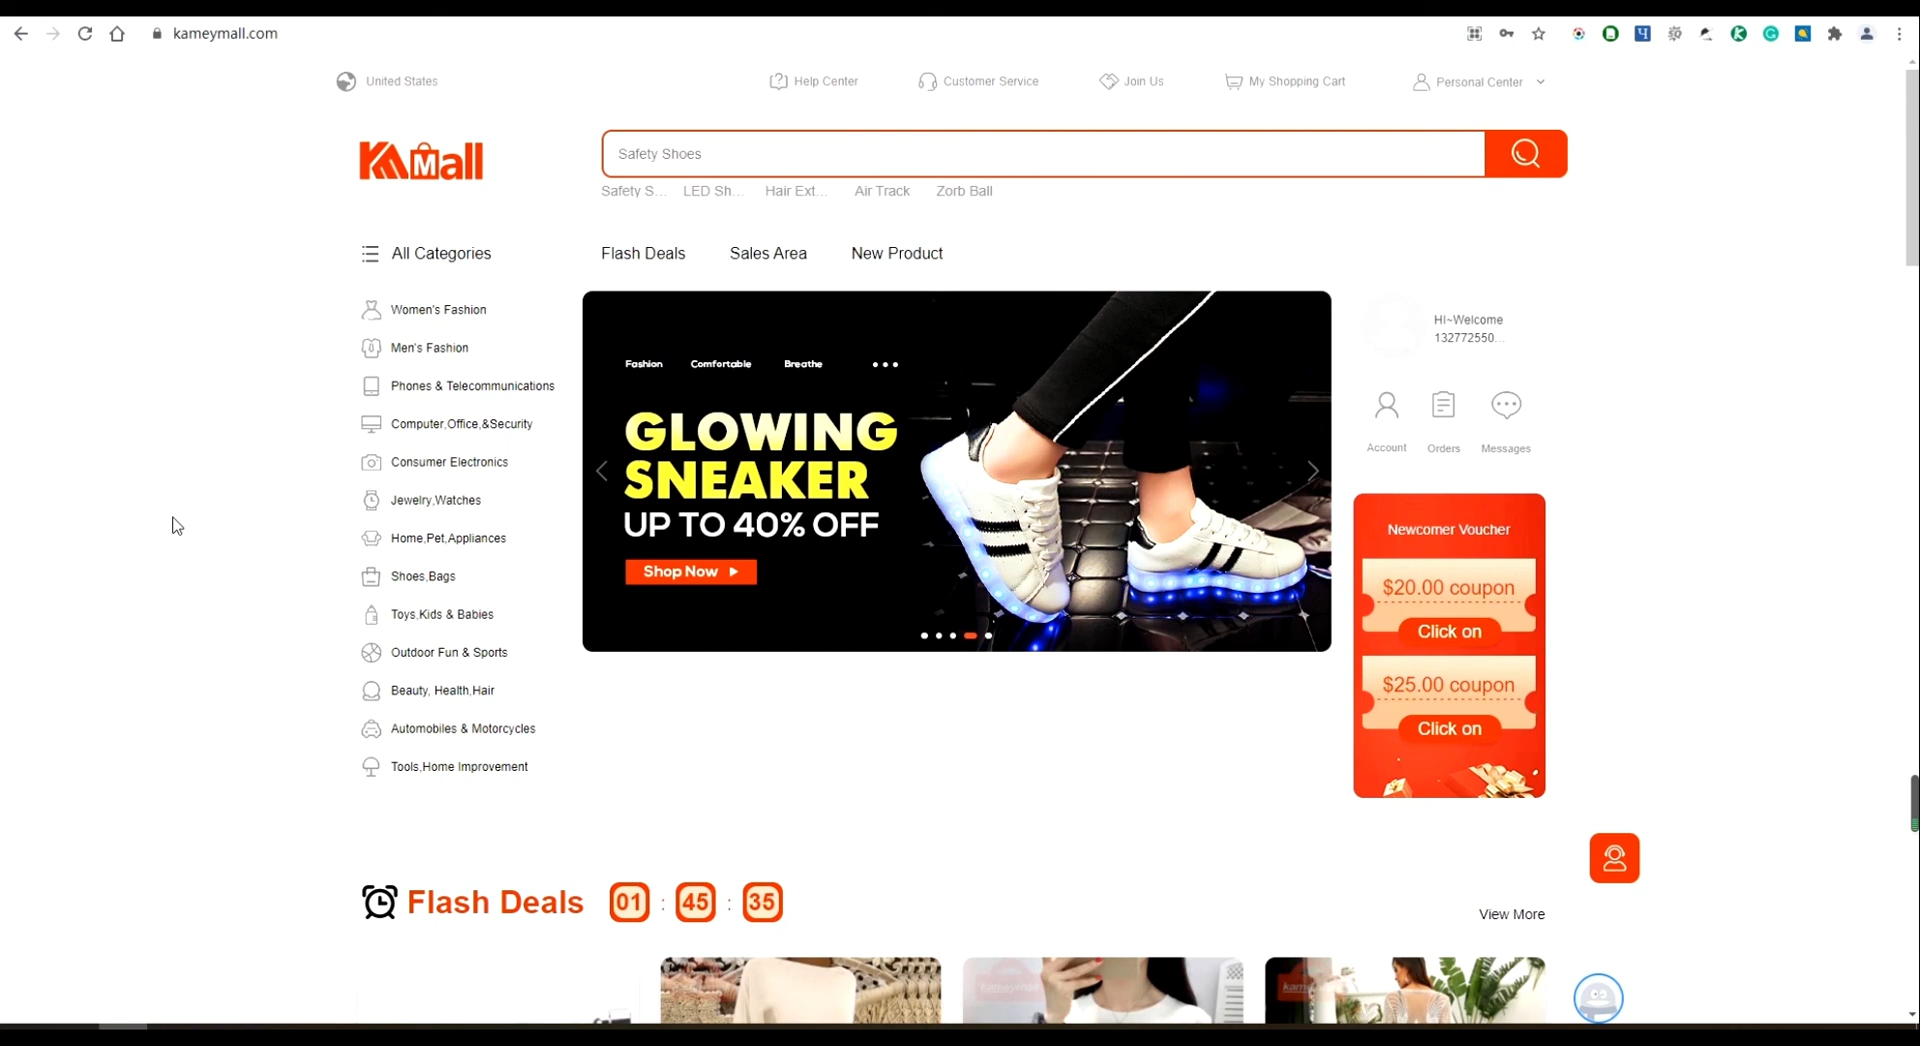 kameymall.com
United States
Help Center
Customer Service
Join Us
My Shopping Cart
Personal Center
KAMall
Safety Shoes
Safety S... LED Sh... Hair Ext... Air Track Zorb Ball
All Categories
Flash Deals
Sales Area
New Product
Women's Fashion
Men's Fashion
Phones & Telecommunications
Computer,Office,&Security
Consumer Electronics
Jewelry,Watches
Home,Pet,Appliances
Shoes,Bags
Toys,Kids & Babies
Outdoor Fun & Sports
Beauty, Health,Hair
Automobiles & Motorcycles
Tools,Home Improvement
Fashion Comfortable Breathe
GLOWING
SNEAKER
UP TO 40% OFF
Shop Now
HI~Welcome
132772550...
Account
Orders
Messages
Newcomer Voucher
$20.00 coupon
Click on
$25.00 coupon
Click on
Flash Deals 01 : 45 : 35
View More